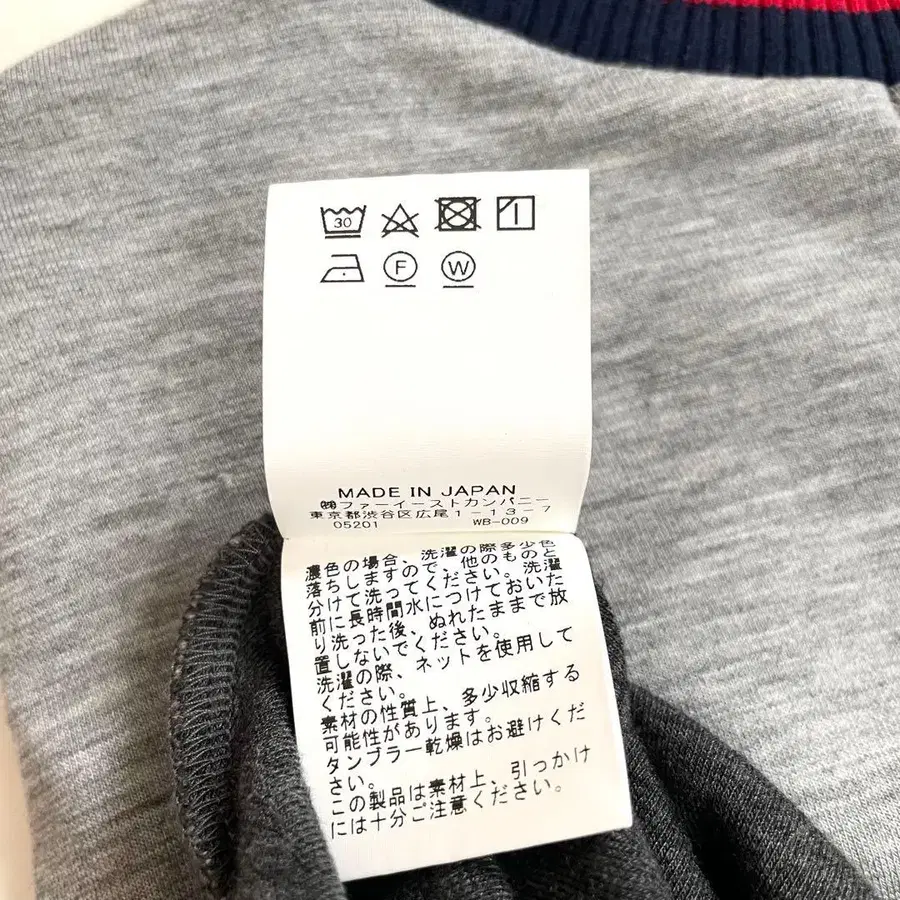 30
F W
MADE IN JAPAN
㈱ファーイーストカンパニー
東京都渋谷区広尾1-13-7
05201 WB-009
濃色の場合、洗濯の際多少色
落ちしますので、他のものと
分けて洗ってください。洗濯
前に長時間水につけておいた
り洗った後、ぬれたままで放
置しないでください。
洗濯の際、ネットを使用して
ください。
素材の性質上、多少収縮する
可能性があります。
タンブラー乾燥はお避けくだ
さい。
この製品は素材上、引っかけ
には十分ご注意ください。